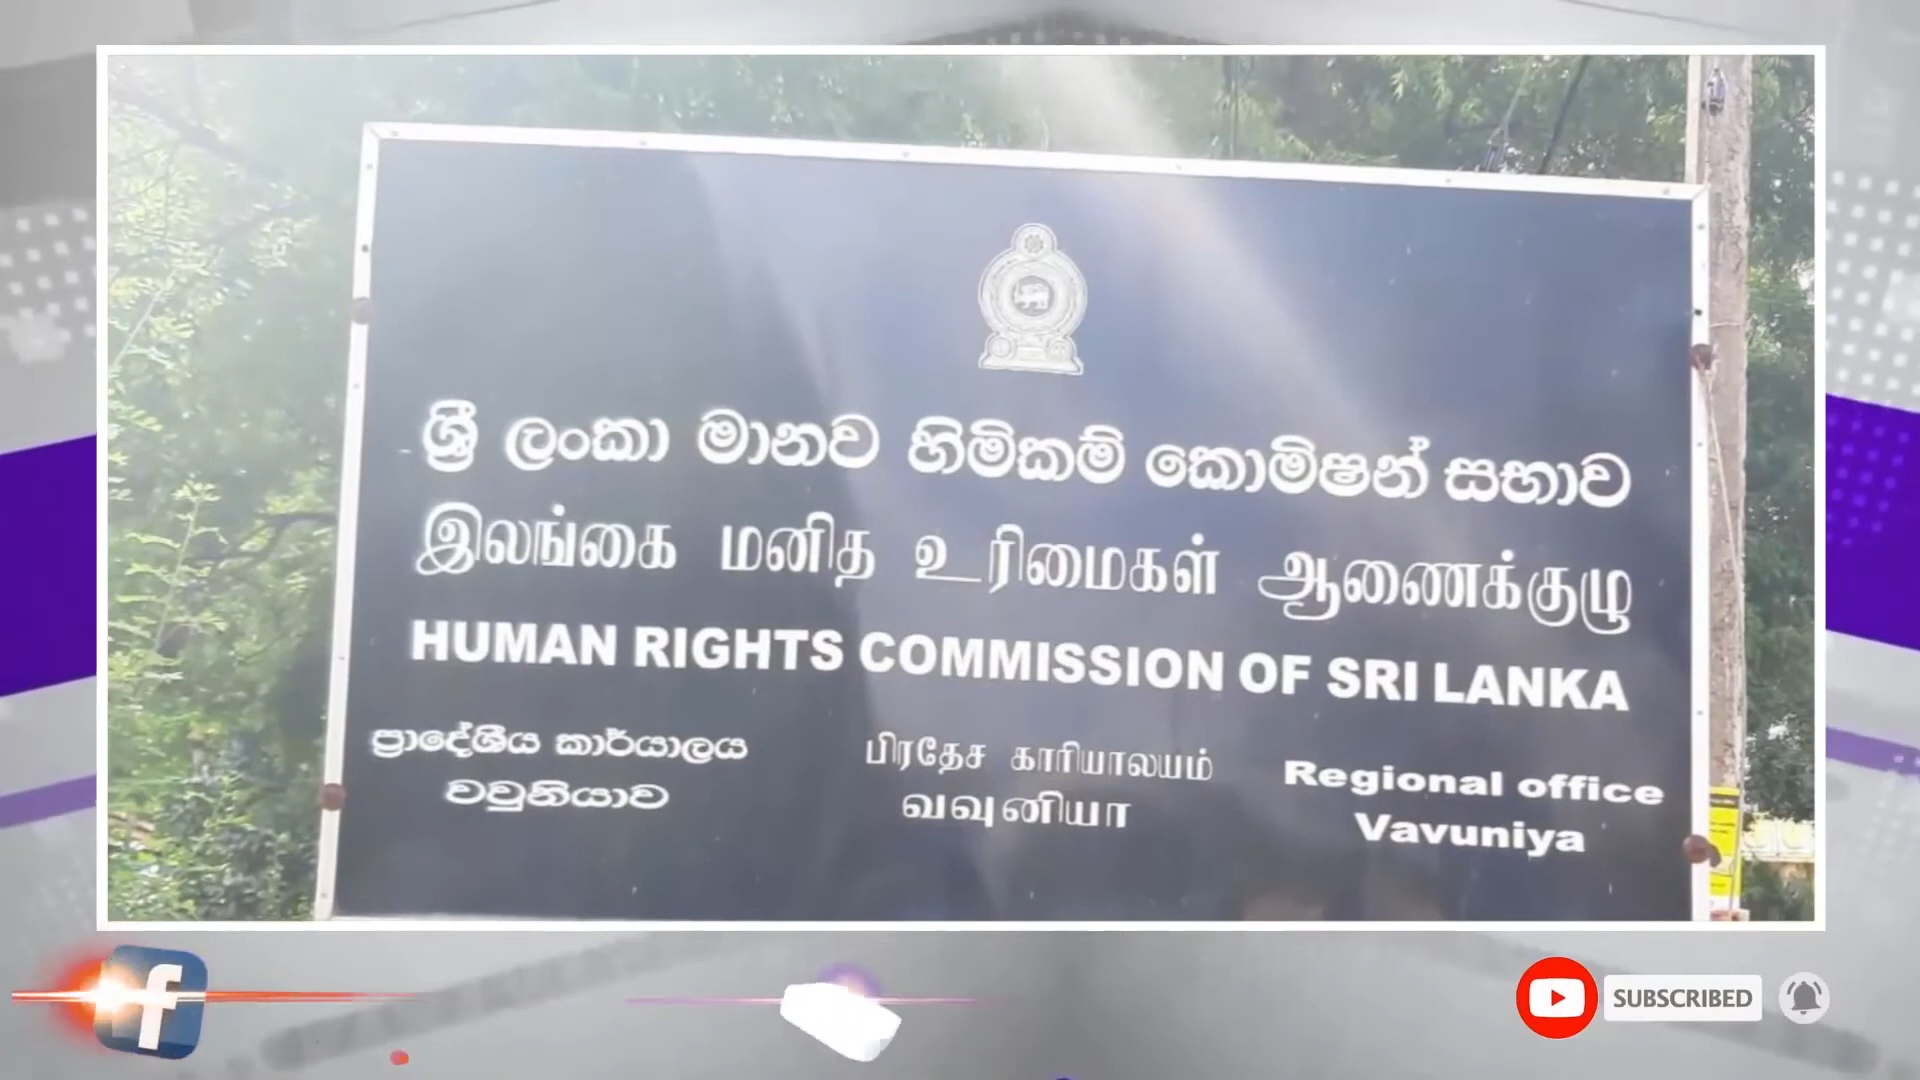 ශ්‍රී ලංකා මානව හිමිකම් කොමිෂන් සභාව
இலங்கை மனித உரிமைகள் ஆணைக்குழு
HUMAN RIGHTS COMMISSION OF SRI LANKA
ප්‍රාදේශීය කාර්යාලය
වවුනියාව
பிரதேச காரியாலயம்
வவுனியா
Regional office
Vavuniya
SUBSCRIBED